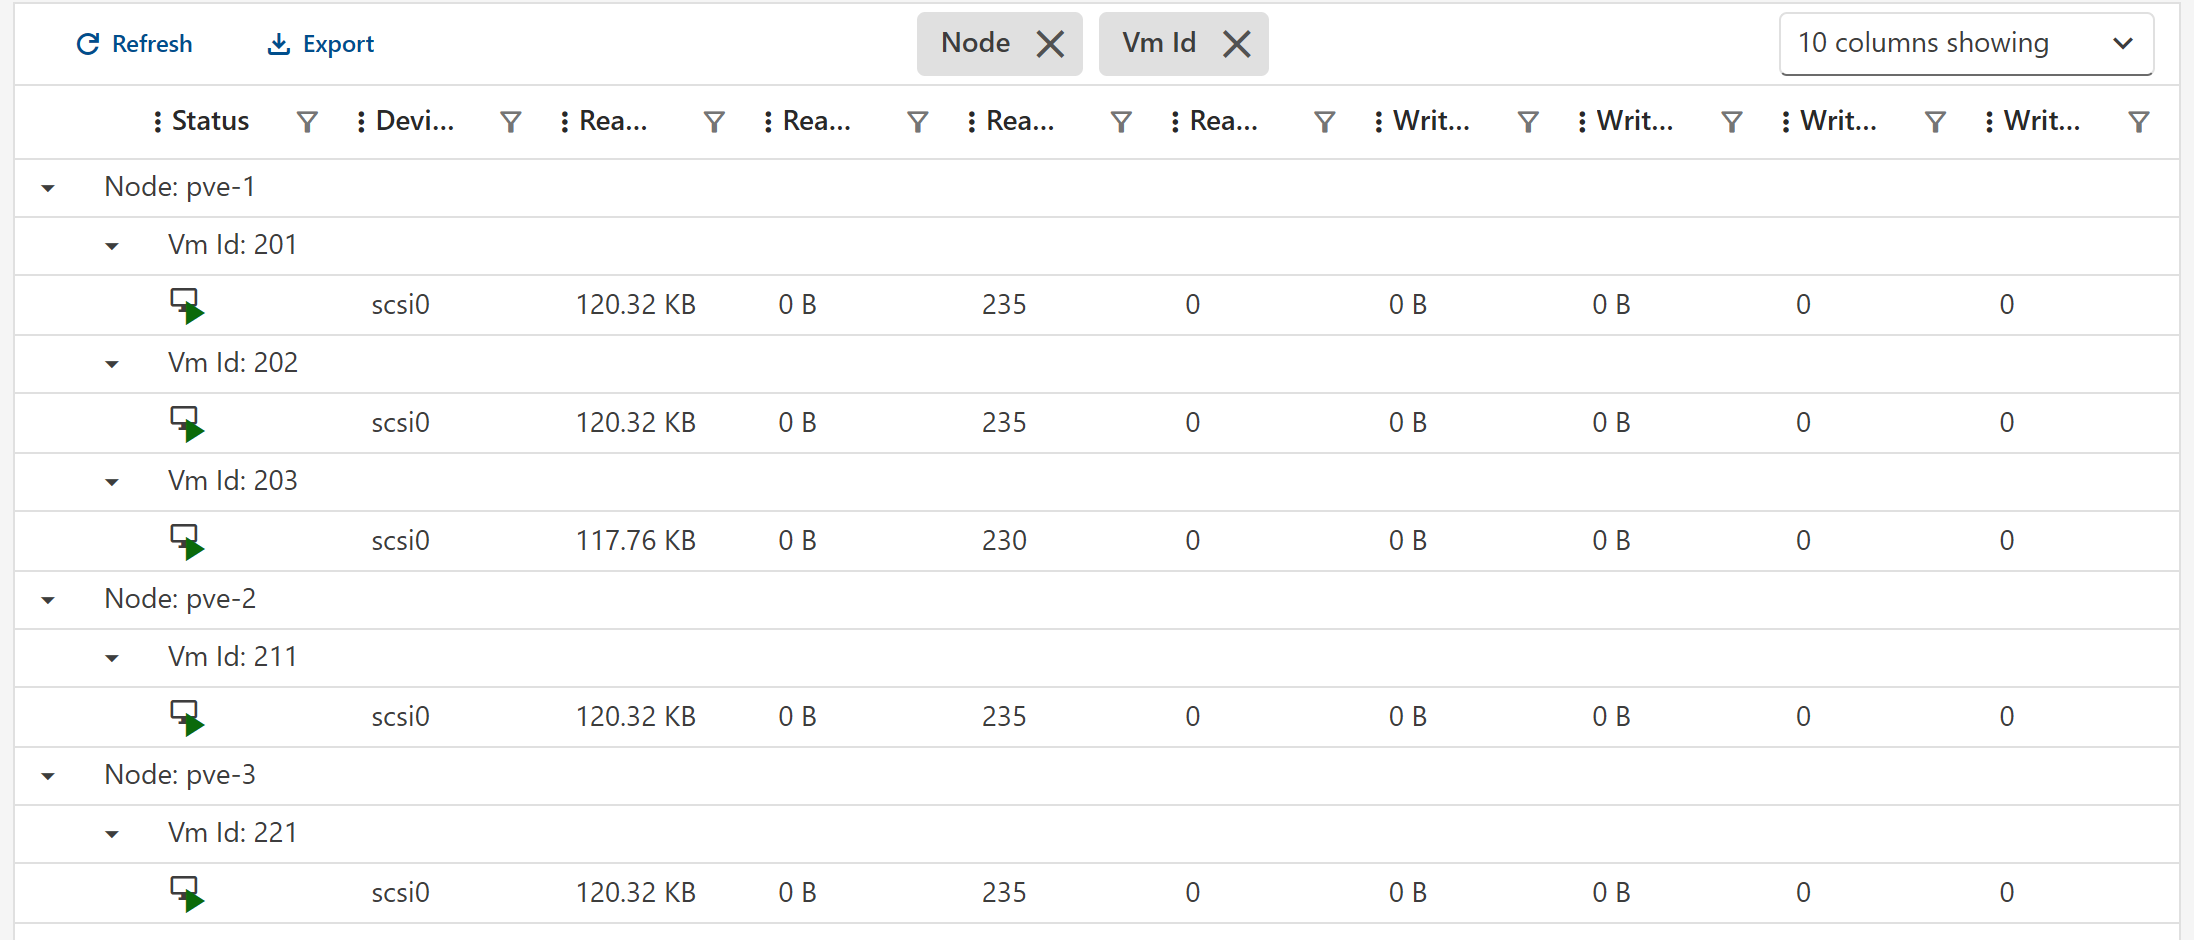 Refresh Export Node Vm Id 10 columns showing
Status Devi... Rea... Rea... Rea... Rea... Writ... Writ... Writ... Writ...
Node: pve-1
Vm Id: 201
scsi0 120.32 KB 0 B 235 0 0 B 0 B 0 0
Vm Id: 202
scsi0 120.32 KB 0 B 235 0 0 B 0 B 0 0
Vm Id: 203
scsi0 117.76 KB 0 B 230 0 0 B 0 B 0 0
Node: pve-2
Vm Id: 211
scsi0 120.32 KB 0 B 235 0 0 B 0 B 0 0
Node: pve-3
Vm Id: 221
scsi0 120.32 KB 0 B 235 0 0 B 0 B 0 0